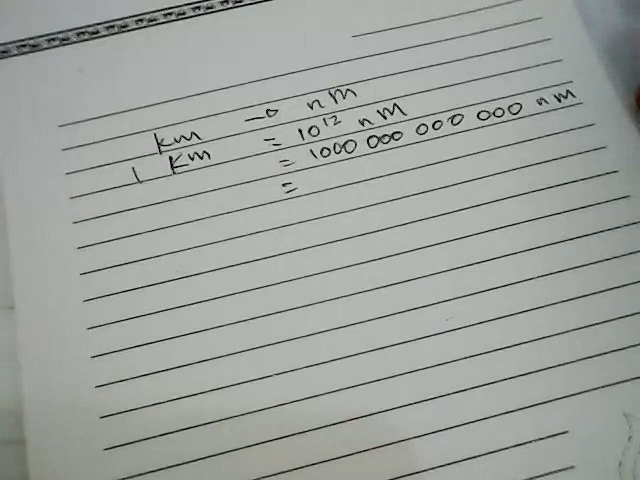 km → nm
1 km = 10¹² nm
= 1000 000 000 000 nm
=